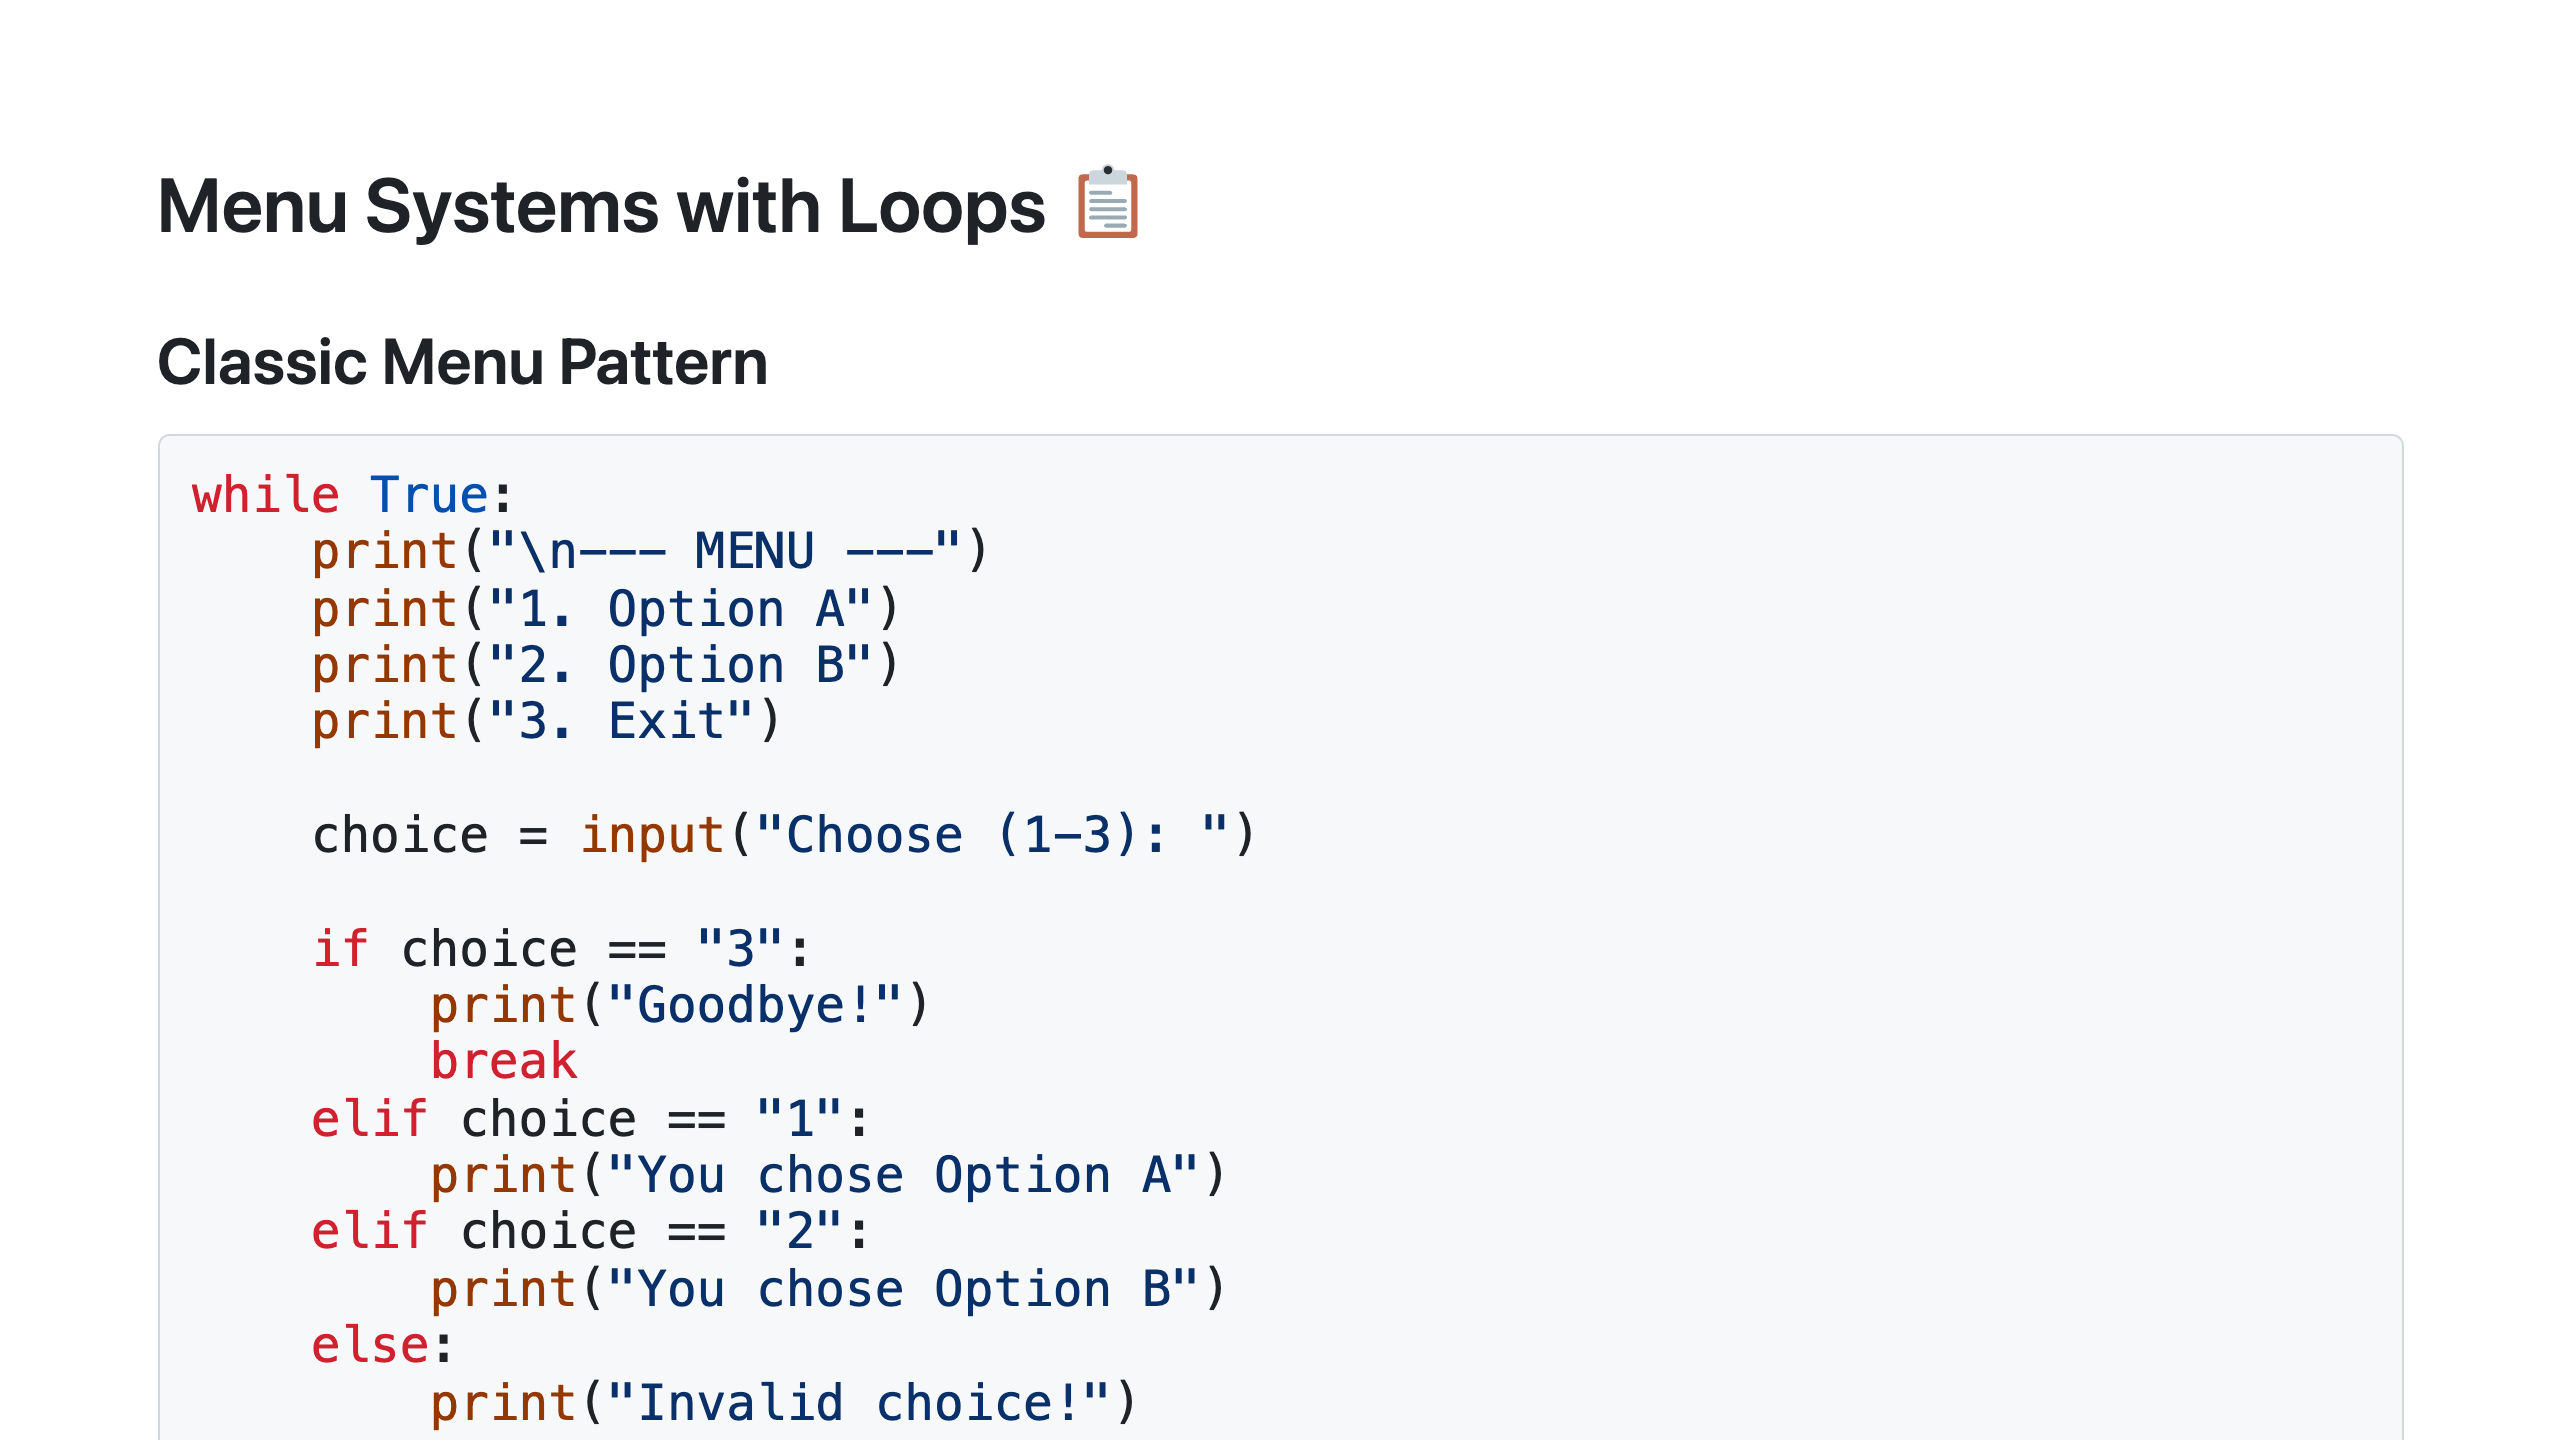 Menu Systems with Loops 📋
Classic Menu Pattern
while True:
    print("\n--- MENU ---")
    print("1. Option A")
    print("2. Option B")
    print("3. Exit")

    choice = input("Choose (1-3): ")

    if choice == "3":
        print("Goodbye!")
        break
    elif choice == "1":
        print("You chose Option A")
    elif choice == "2":
        print("You chose Option B")
    else:
        print("Invalid choice!")